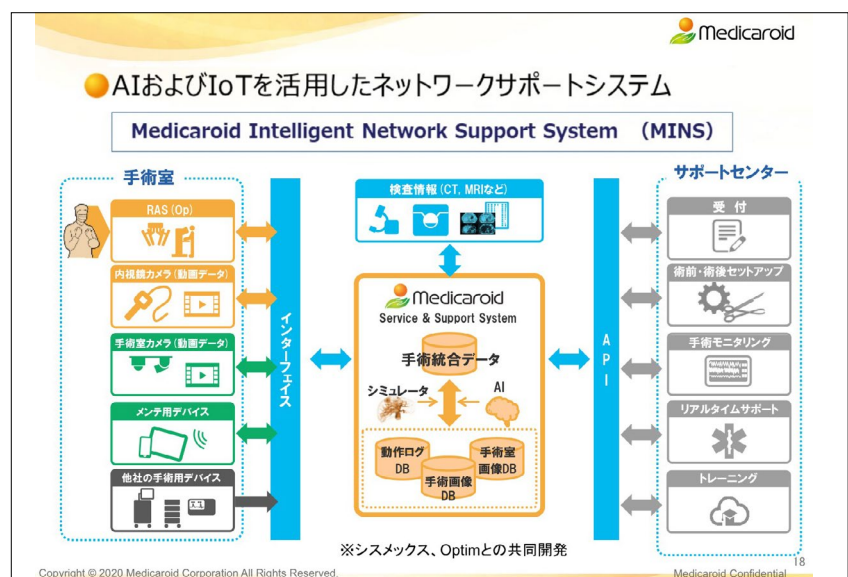 Medicaroid
AIおよびIoTを活用したネットワークサポートシステム
Medicaroid Intelligent Network Support System （MINS）
手術室
RAS(Op)
内視鏡カメラ(動画データ)
手術室カメラ(動画データ)
メンテ用デバイス
他社の手術用デバイス
インターフェイス
検査情報(CT, MRIなど)
Medicaroid
Service & Support System
手術統合データ
シミュレータ
AI
動作ログ
DB
手術画像
DB
手術室
画像DB
API
サポートセンター
受 付
術前・術後セットアップ
手術モニタリング
リアルタイムサポート
トレーニング
※シスメックス、Optimとの共同開発
18
Copyright © 2020 Medicaroid Corporation All Rights Reserved.
Medicaroid Confidential